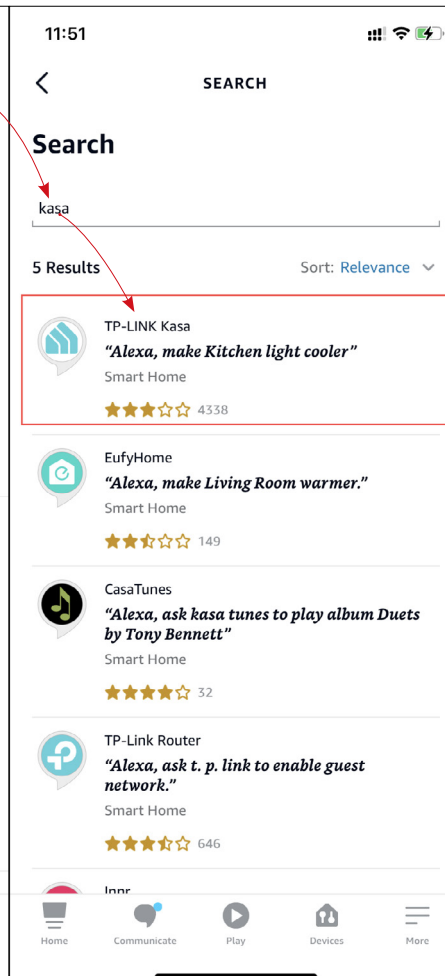 11:51
SEARCH
Search
kasa
5 Results
Sort: Relevance
TP-LINK Kasa
“Alexa, make Kitchen light cooler”
Smart Home
4338
EufyHome
“Alexa, make Living Room warmer.”
Smart Home
149
CasaTunes
“Alexa, ask kasa tunes to play album Duets
by Tony Bennett”
Smart Home
32
TP-Link Router
“Alexa, ask t. p. link to enable guest
network.”
Smart Home
646
Innr
Home
Communicate
Play
Devices
More